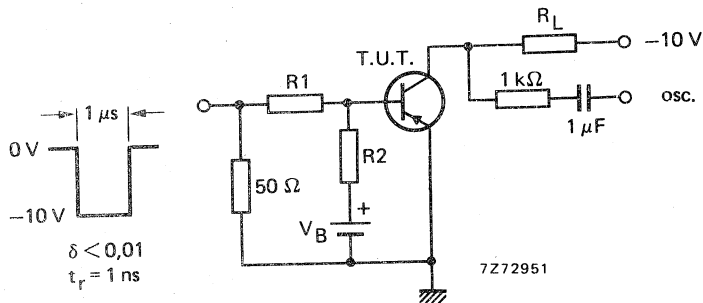 1 µs
0 V
−10 V
δ < 0,01
t_r = 1 ns
R1
50 Ω
R2
V_B
+
T.U.T.
R_L
−10 V
1 kΩ
1 µF
osc.
7Z72951